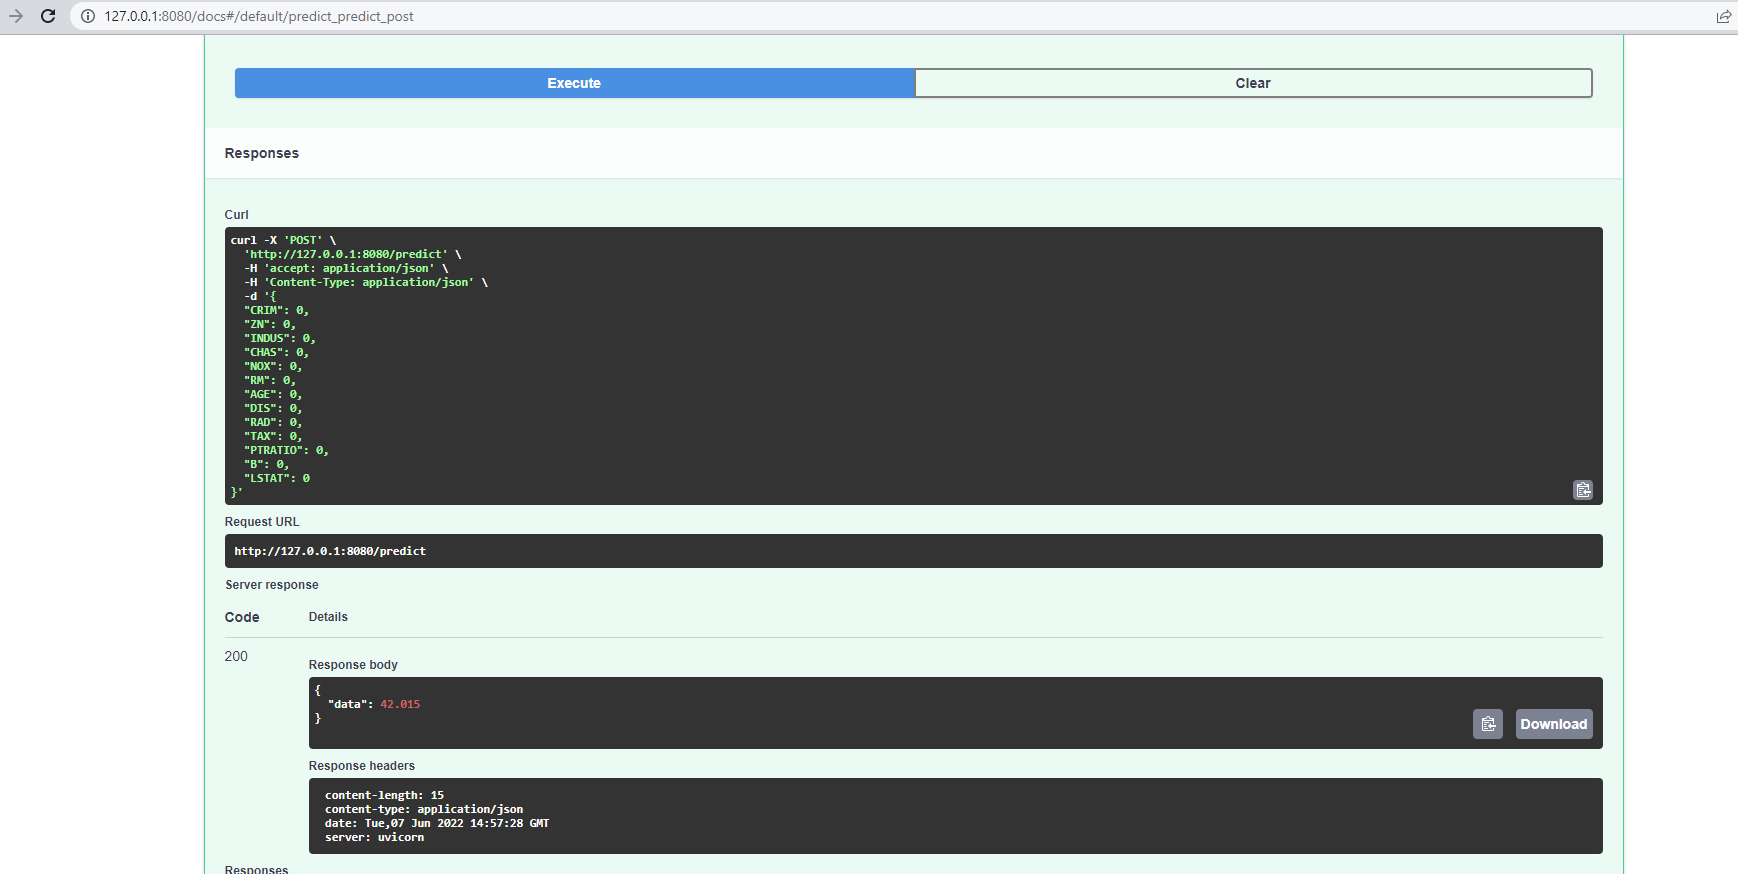 127.0.0.1:8080/docs#/default/predict_predict_post
Execute
Clear
Responses
Curl
curl -X 'POST' \
  'http://127.0.0.1:8080/predict' \
  -H 'accept: application/json' \
  -H 'Content-Type: application/json' \
  -d '{
  "CRIM": 0,
  "ZN": 0,
  "INDUS": 0,
  "CHAS": 0,
  "NOX": 0,
  "RM": 0,
  "AGE": 0,
  "DIS": 0,
  "RAD": 0,
  "TAX": 0,
  "PTRATIO": 0,
  "B": 0,
  "LSTAT": 0
}'
Request URL
http://127.0.0.1:8080/predict
Server response
Code Details
200
Response body
{
  "data": 42.015
}
Download
Response headers
content-length: 15
content-type: application/json
date: Tue,07 Jun 2022 14:57:28 GMT
server: uvicorn
Responses